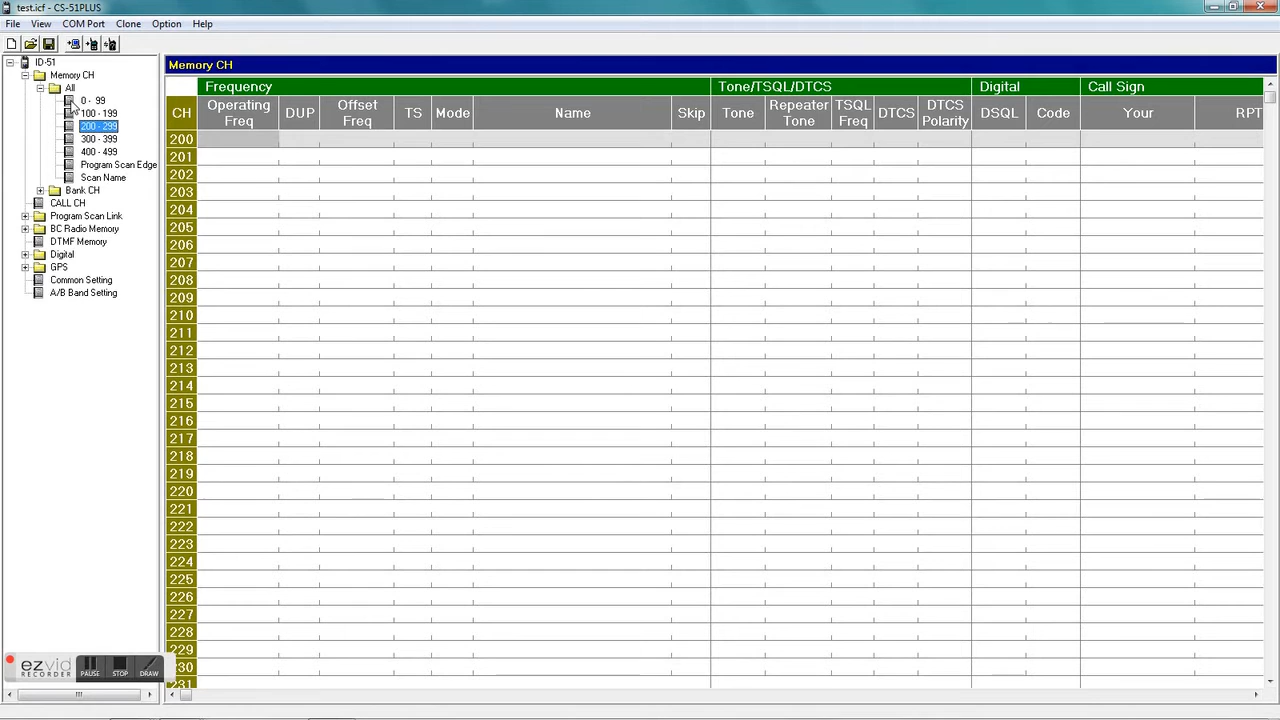 test.icf - CS-51PLUS
File View COM Port Clone Option Help
ID-51
Memory CH
All
0 - 99
100 - 199
200 - 299
300 - 399
400 - 499
Program Scan Edge
Scan Name
Bank CH
CALL CH
Program Scan Link
BC Radio Memory
DTMF Memory
Digital
GPS
Common Setting
A/B Band Setting
Memory CH
Frequency Tone/TSQL/DTCS Digital Call Sign
CH Operating Freq DUP Offset Freq TS Mode Name Skip Tone Repeater Tone TSQL Freq DTCS DTCS Polarity DSQL Code Your RPT
200
201
202
203
204
205
206
207
208
209
210
211
212
213
214
215
216
217
218
219
220
221
222
223
224
225
226
227
228
229
230
231
ezvid
RECORDER
PAUSE STOP DRAW